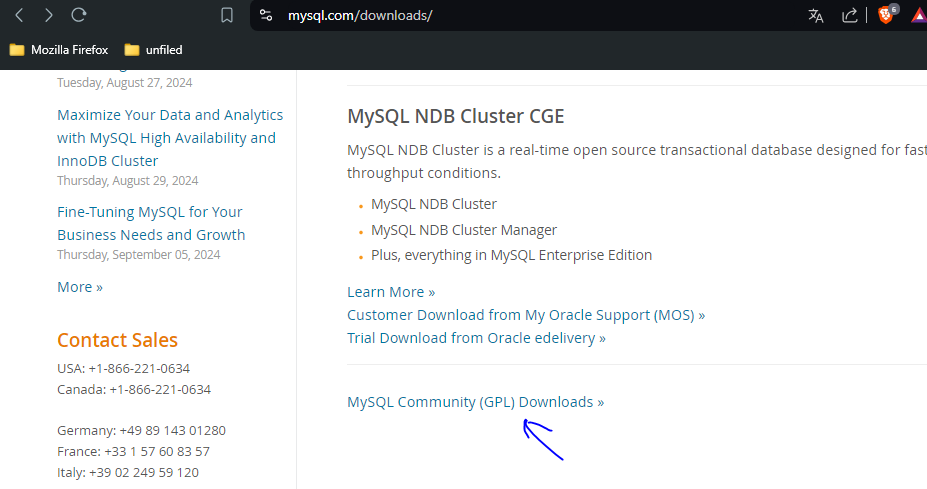 mysql.com/downloads/
6
Mozilla Firefox
unfiled
Tuesday, August 27, 2024
Maximize Your Data and Analytics
with MySQL High Availability and
InnoDB Cluster
Thursday, August 29, 2024
Fine-Tuning MySQL for Your
Business Needs and Growth
Thursday, September 05, 2024
More »
Contact Sales
USA: +1-866-221-0634
Canada: +1-866-221-0634
Germany: +49 89 143 01280
France: +33 1 57 60 83 57
Italy: +39 02 249 59 120
MySQL NDB Cluster CGE
MySQL NDB Cluster is a real-time open source transactional database designed for fast
throughput conditions.
MySQL NDB Cluster
MySQL NDB Cluster Manager
Plus, everything in MySQL Enterprise Edition
Learn More »
Customer Download from My Oracle Support (MOS) »
Trial Download from Oracle edelivery »
MySQL Community (GPL) Downloads »